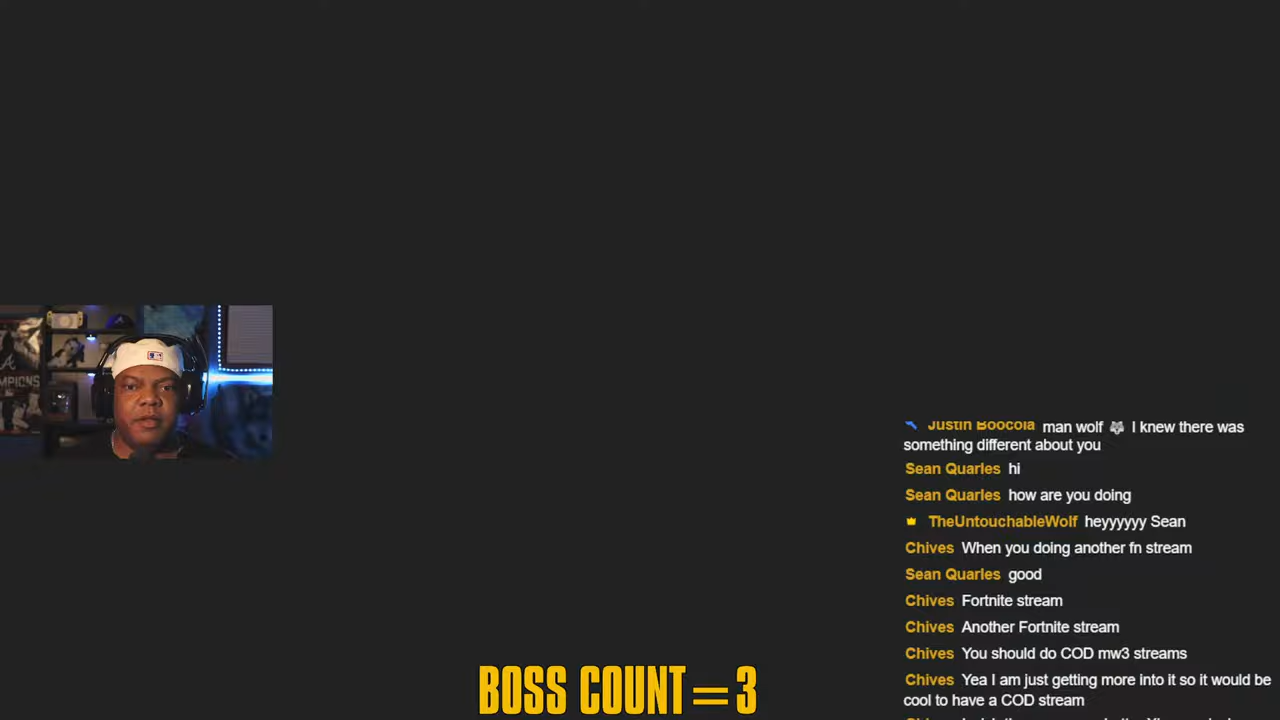 A
MPIONS
Justin Boocola man wolf 🐺 I knew there was
something different about you
Sean Quarles hi
Sean Quarles how are you doing
TheUntouchableWolf heyyyyyy Sean
Chives When you doing another fn stream
Sean Quarles good
Chives Fortnite stream
Chives Another Fortnite stream
Chives You should do COD mw3 streams
Chives Yea I am just getting more into it so it would be
cool to have a COD stream
BOSS COUNT = 3